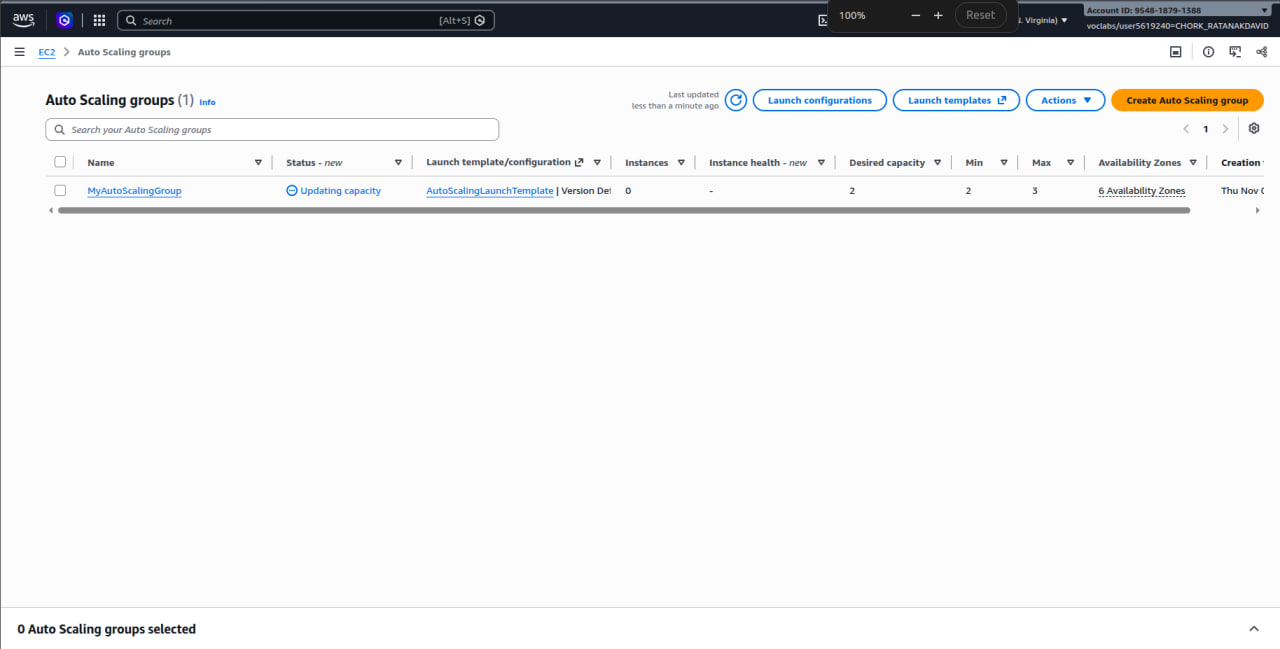 aws
Search [Alt+S]
100% Reset
. Virginia)
Account ID: 9548-1879-1388
voclabs/user5619240=CHORK_RATANAKDAVID
EC2 Auto Scaling groups
Auto Scaling groups (1) Info
Last updated
less than a minute ago
Launch configurations
Launch templates
Actions
Create Auto Scaling group
Search your Auto Scaling groups
1
Name Status - new Launch template/configuration Instances Instance health - new Desired capacity Min Max Availability Zones Creation
MyAutoScalingGroup Updating capacity AutoScalingLaunchTemplate | Version Def 0 - 2 2 3 6 Availability Zones Thu Nov 0
0 Auto Scaling groups selected